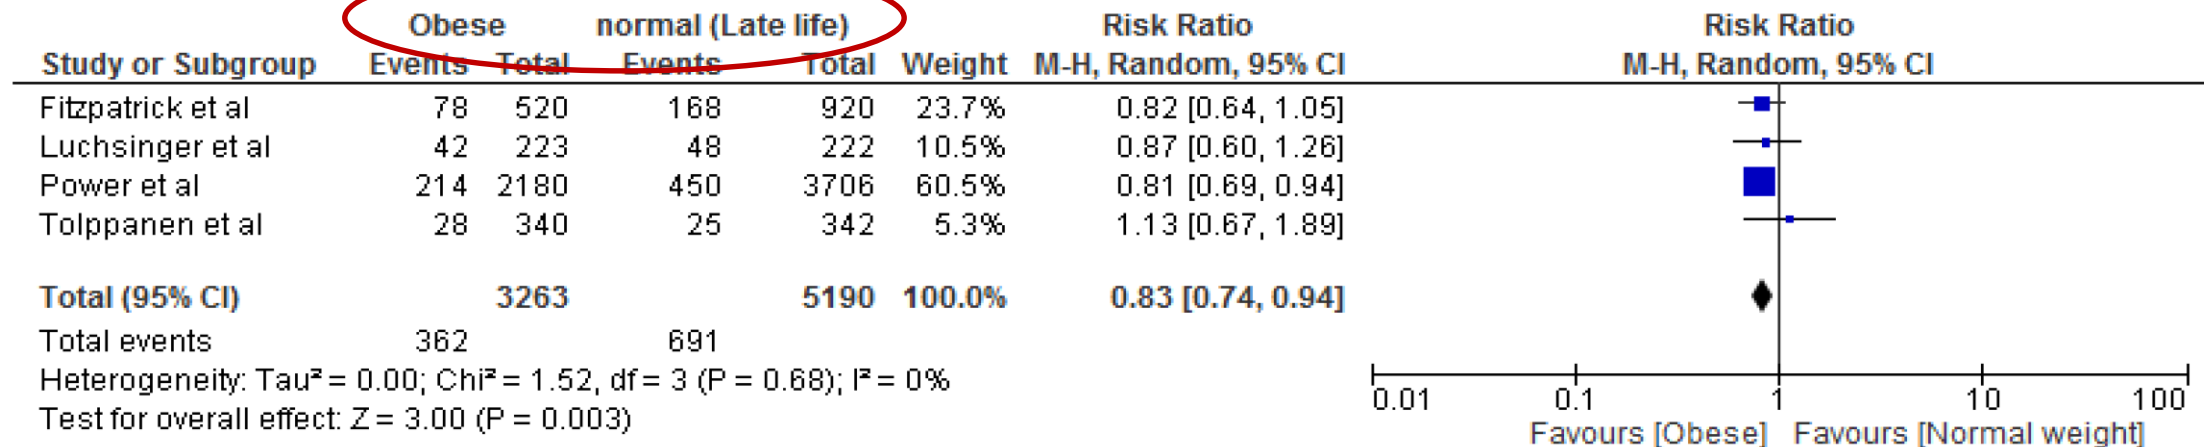 Obese normal (Late life) Risk Ratio Risk Ratio
Study or Subgroup Events Total Events Total Weight M-H, Random, 95% CI M-H, Random, 95% CI
Fitzpatrick et al 78 520 168 920 23.7% 0.82 [0.64, 1.05]
Luchsinger et al 42 223 48 222 10.5% 0.87 [0.60, 1.26]
Power et al 214 2180 450 3706 60.5% 0.81 [0.69, 0.94]
Tolppanen et al 28 340 25 342 5.3% 1.13 [0.67, 1.89]
Total (95% CI) 3263 5190 100.0% 0.83 [0.74, 0.94]
Total events 362 691
Heterogeneity: Tau² = 0.00; Chi² = 1.52, df = 3 (P = 0.68); I² = 0%
Test for overall effect: Z = 3.00 (P = 0.003)
0.01 0.1 1 10 100
Favours [Obese] Favours [Normal weight]